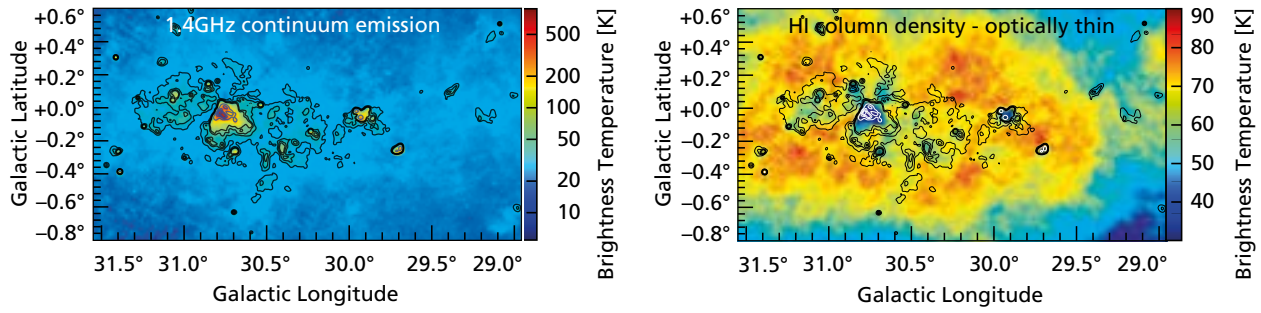 1.4GHz continuum emission
Galactic Latitude
+0.6°
+0.4°
+0.2°
+0.0°
−0.2°
−0.4°
−0.6°
−0.8°
31.5° 31.0° 30.5° 30.0° 29.5° 29.0°
Galactic Longitude
500
200
100
50
20
10
Brightness Temperature [K]
HI column density - optically thin
Galactic Latitude
+0.6°
+0.4°
+0.2°
+0.0°
−0.2°
−0.4°
−0.6°
−0.8°
31.5° 31.0° 30.5° 30.0° 29.5° 29.0°
Galactic Longitude
90
80
70
60
50
40
Brightness Temperature [K]